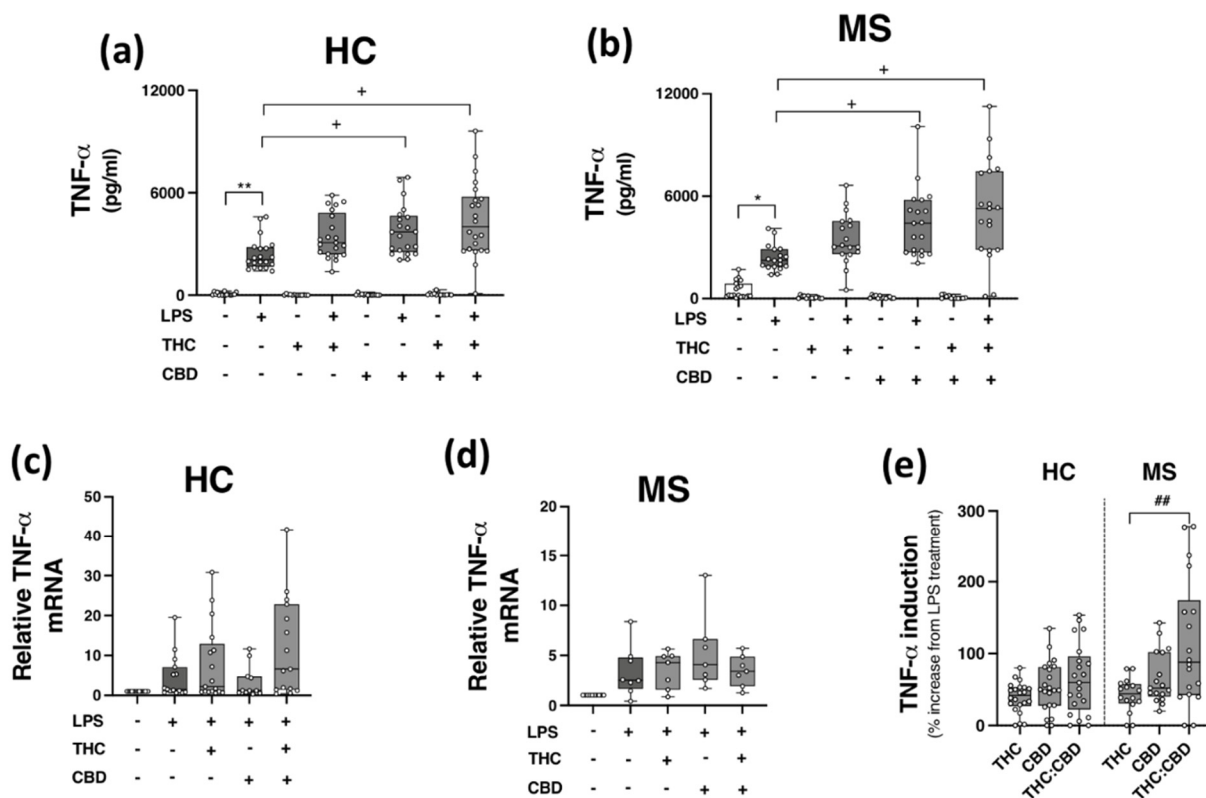 (a)
HC
TNF-α
(pg/ml)
12000
6000
0
**
+
+
LPS - + - + - + - +
THC - - + + - - + +
CBD - - - - + + + +
(b)
MS
TNF-α
(pg/ml)
12000
6000
0
*
+
+
LPS - + - + - + - +
THC - - + + - - + +
CBD - - - - + + + +
(c)
HC
Relative TNF-α
mRNA
50
40
30
20
10
0
LPS - + + + +
THC - - + - +
CBD - - - + +
(d)
MS
Relative TNF-α
mRNA
20
15
10
5
0
LPS - + + + +
THC - - + - +
CBD - - - + +
(e)
HC MS
TNF-α induction
(% increase from LPS treatment)
300
200
100
0
##
THC CBD THC:CBD THC CBD THC:CBD